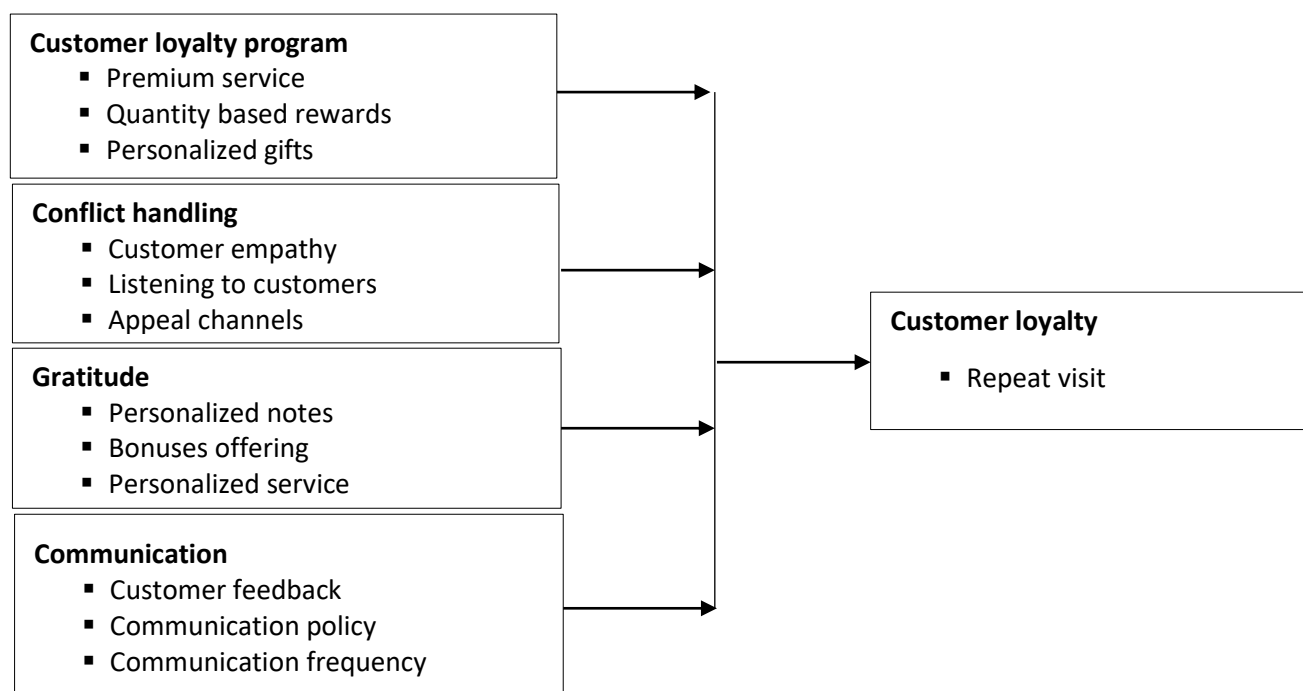 Customer loyalty program
▪ Premium service
▪ Quantity based rewards
▪ Personalized gifts
Conflict handling
▪ Customer empathy
▪ Listening to customers
▪ Appeal channels
Gratitude
▪ Personalized notes
▪ Bonuses offering
▪ Personalized service
Communication
▪ Customer feedback
▪ Communication policy
▪ Communication frequency
Customer loyalty
▪ Repeat visit